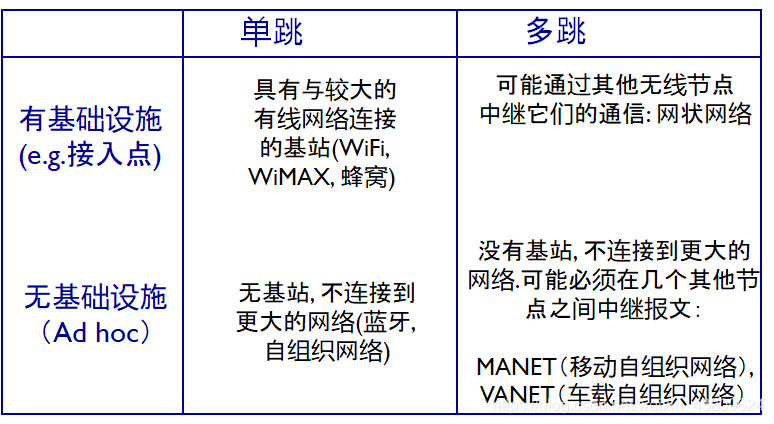 单跳
多跳
有基础设施
(e.g.接入点)
具有与较大的
有线网络连接
的基站(WiFi,
WiMAX, 蜂窝)
可能通过其他无线节点
中继它们的通信: 网状网络
无基础设施
（Ad hoc）
无基站, 不连接到
更大的网络(蓝牙,
自组织网络)
没有基站, 不连接到更大的
网络.可能必须在几个其他节
点之间中继报文:
MANET（移动自组织网络）,
VANET（车载自组织网络）